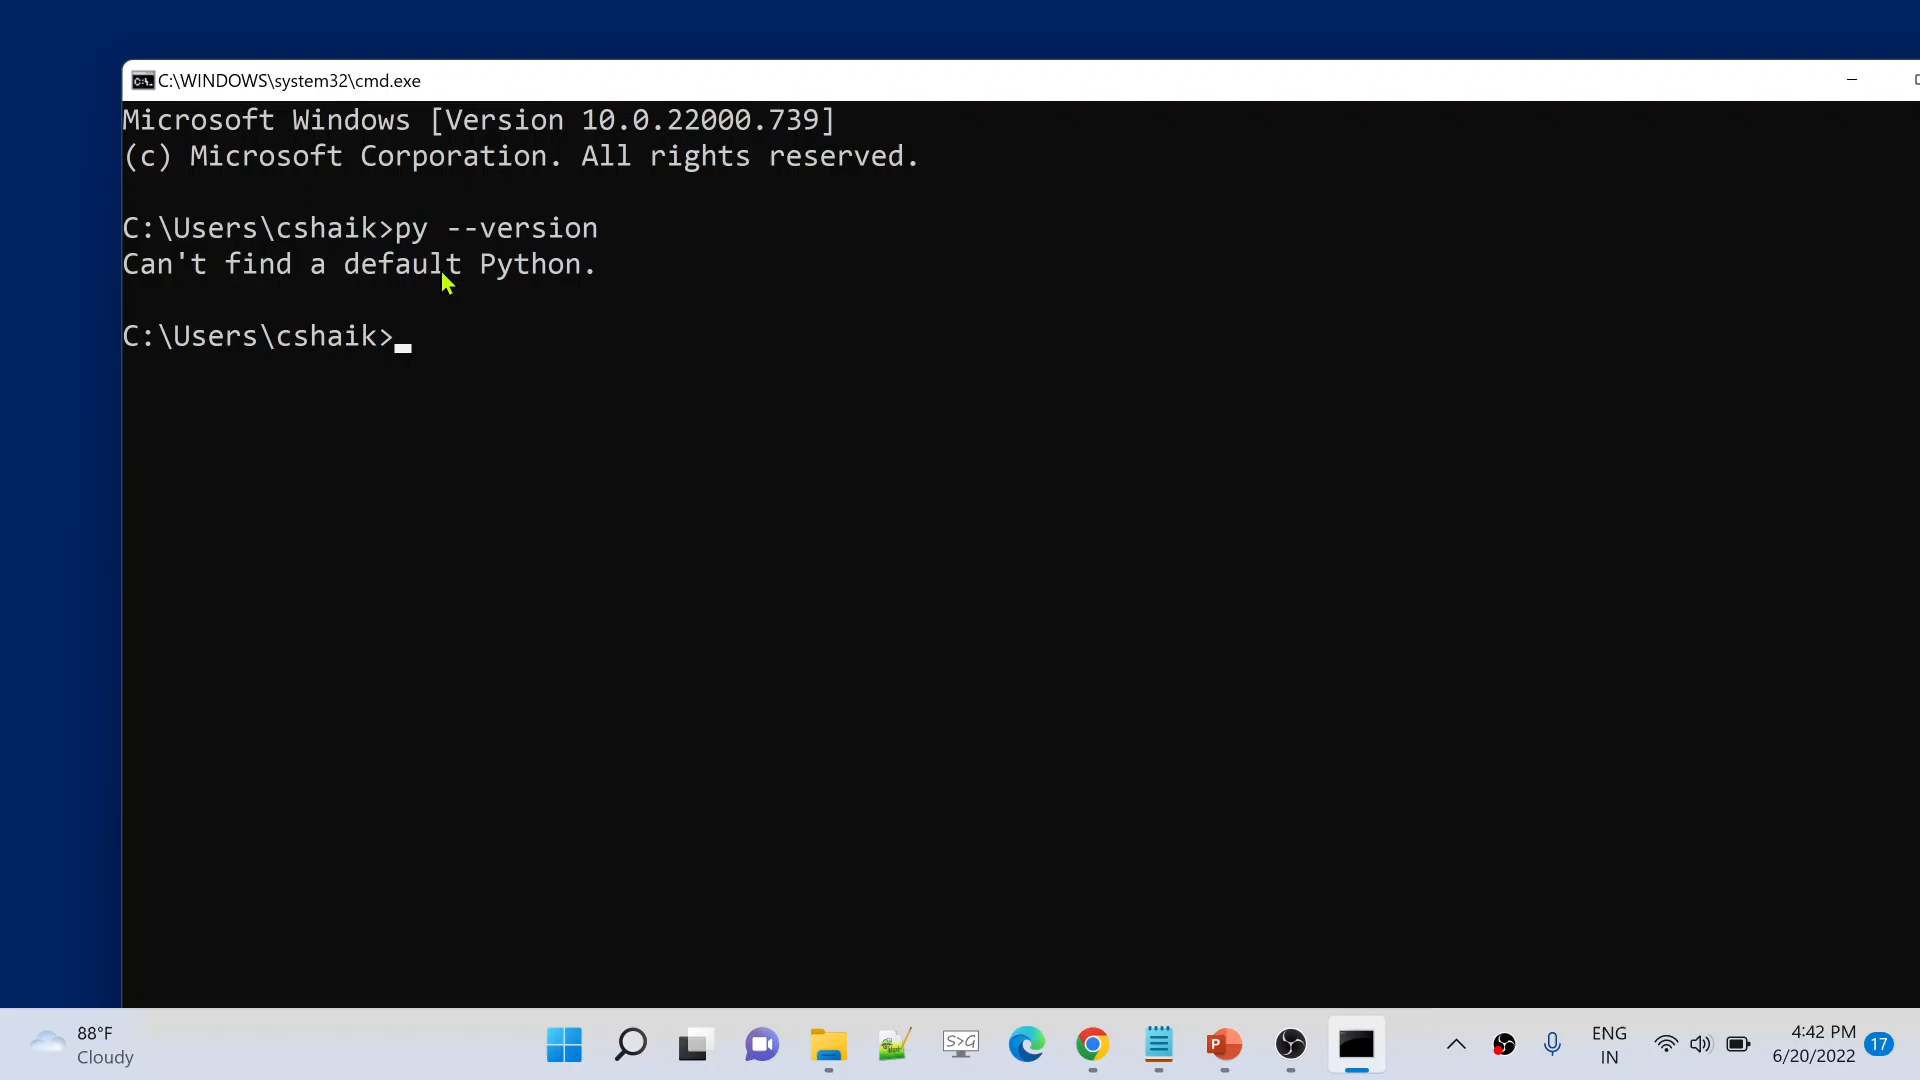 C:\WINDOWS\system32\cmd.exe
Microsoft Windows [Version 10.0.22000.739]
(c) Microsoft Corporation. All rights reserved.
C:\Users\cshaik>py --version
Can't find a default Python.
C:\Users\cshaik>
88°F
Cloudy
S>G
P
ENG
IN
4:42 PM
6/20/2022
17